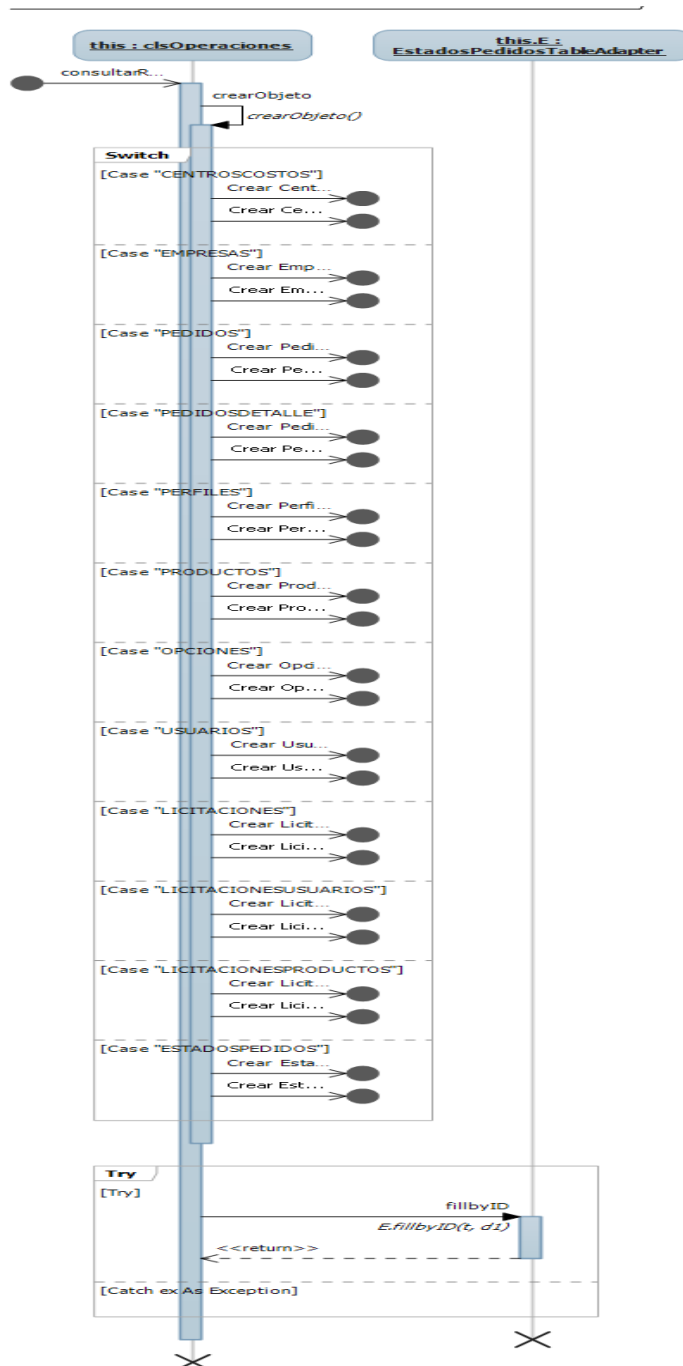 this : clsOperaciones
this.E :
EstadosPedidosTableAdapter
consultarR...
crearObjeto
crearObjeto()
Switch
[Case "CENTROSCOSTOS"]
Crear Cent...
Crear Ce...
[Case "EMPRESAS"]
Crear Emp...
Crear Em...
[Case "PEDIDOS"]
Crear Pedi...
Crear Pe...
[Case "PEDIDOSDETALLE"]
Crear Pedi...
Crear Pe...
[Case "PERFILES"]
Crear Perfi...
Crear Per...
[Case "PRODUCTOS"]
Crear Prod...
Crear Pro...
[Case "OPCIONES"]
Crear Opci...
Crear Op...
[Case "USUARIOS"]
Crear Usu...
Crear Us...
[Case "LICITACIONES"]
Crear Licit...
Crear Lici...
[Case "LICITACIONESUSUARIOS"]
Crear Licit...
Crear Lici...
[Case "LICITACIONESPRODUCTOS"]
Crear Licit...
Crear Lici...
[Case "ESTADOSPEDIDOS"]
Crear Esta...
Crear Est...
Try
[Try]
fillbyID
E.fillbyID(t, d1)
<<return>>
[Catch ex As Exception]